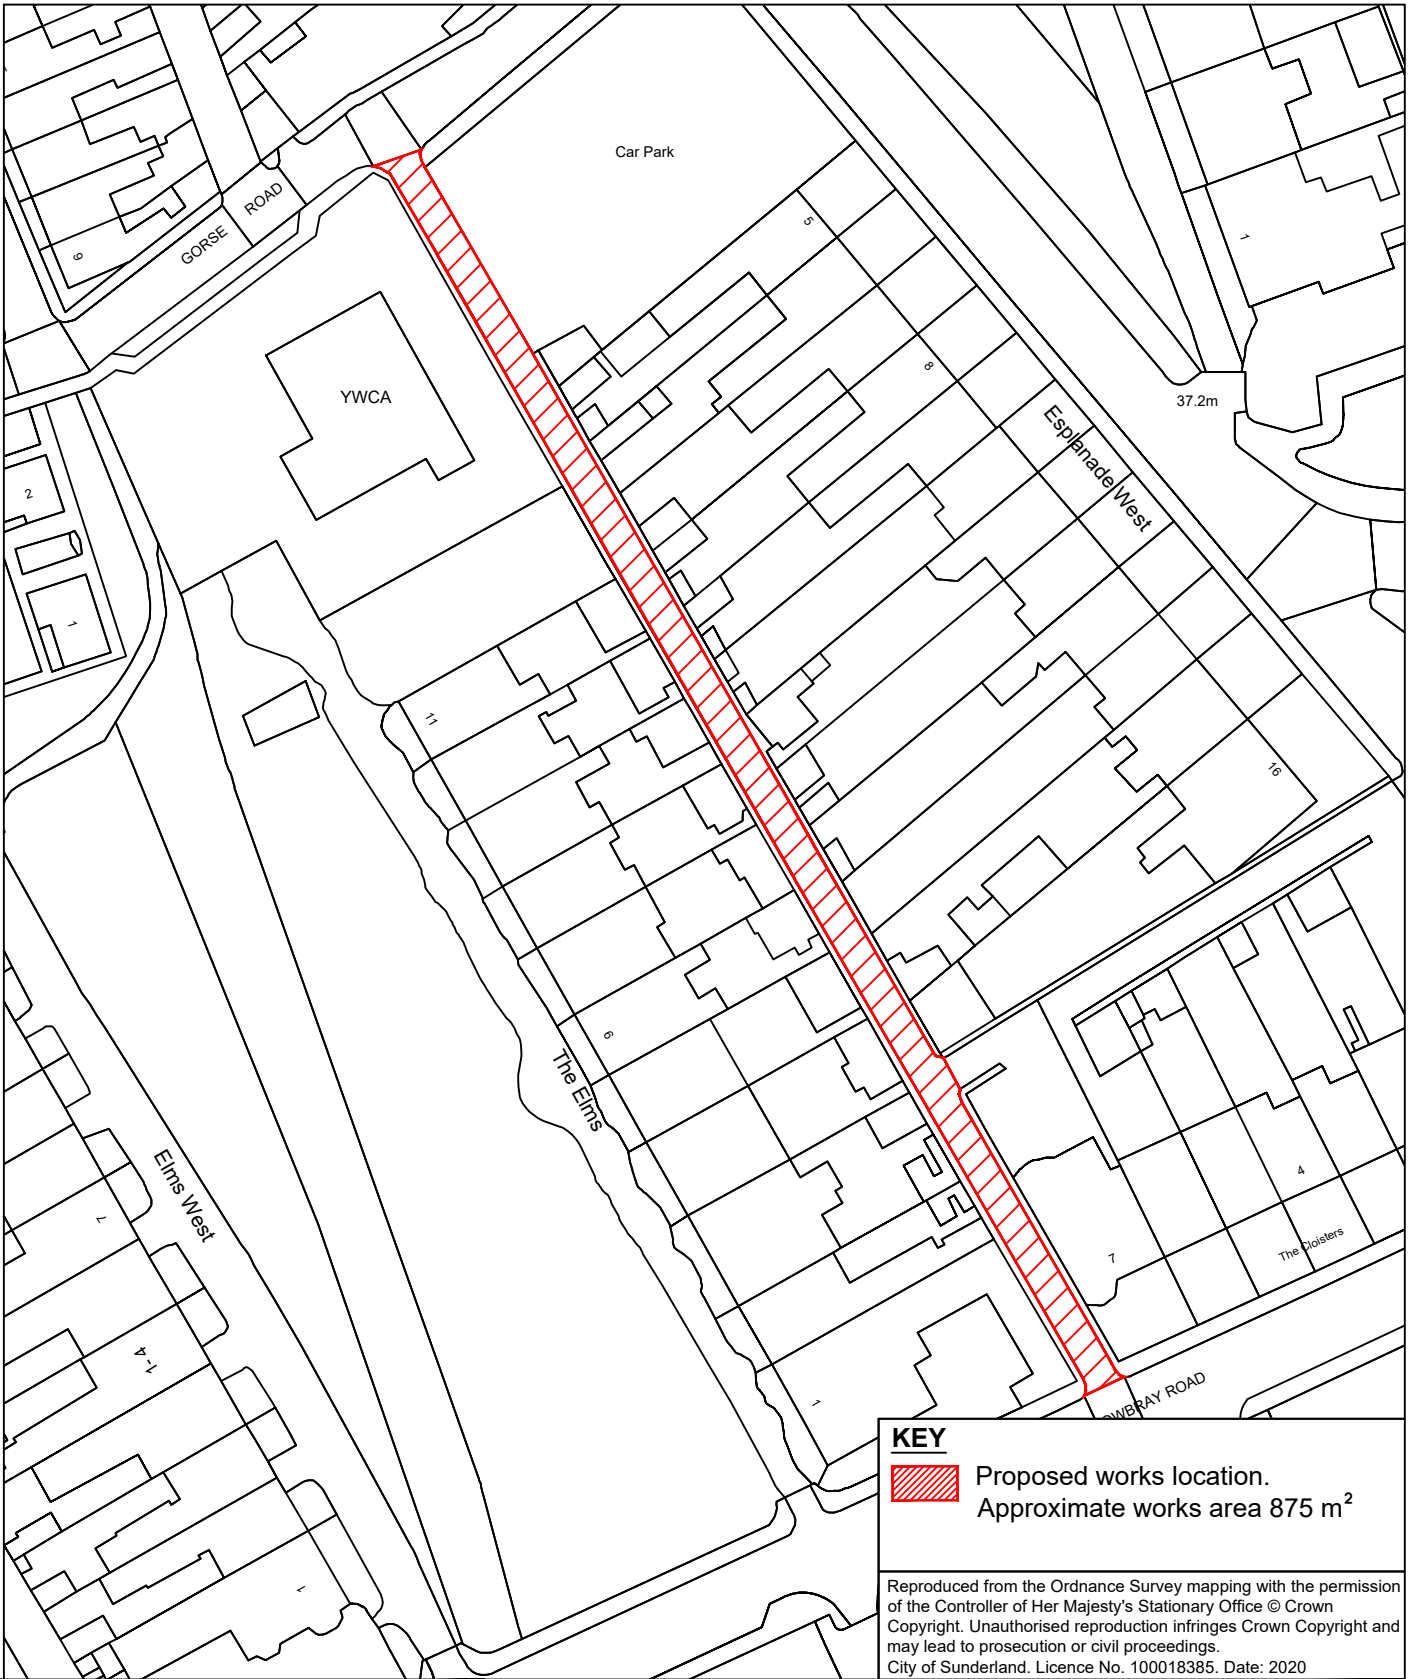 Car Park
5
GORSE ROAD
9
1
YWCA
8
37.2m
Esplanade West
2
1
11
16
6
The Elms
Elms West
7
4
7
The Cloisters
1-4
1
OWBRAY ROAD
1
KEY
Proposed works location.
Approximate works area 875 m²
Reproduced from the Ordnance Survey mapping with the permission
of the Controller of Her Majesty's Stationary Office © Crown
Copyright. Unauthorised reproduction infringes Crown Copyright and
may lead to prosecution or civil proceedings.
City of Sunderland. Licence No. 100018385. Date: 2020